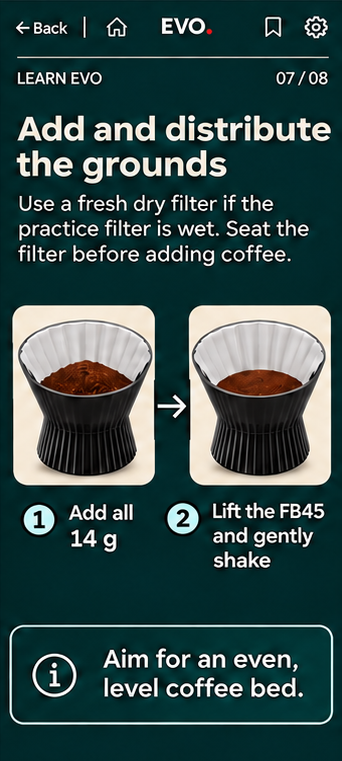 Back
EVO.
LEARN EVO
07 / 08
Add and distribute
the grounds
Use a fresh dry filter if the
practice filter is wet. Seat the
filter before adding coffee.
1
Add all
14 g
2
Lift the FB45
and gently
shake
Aim for an even,
level coffee bed.